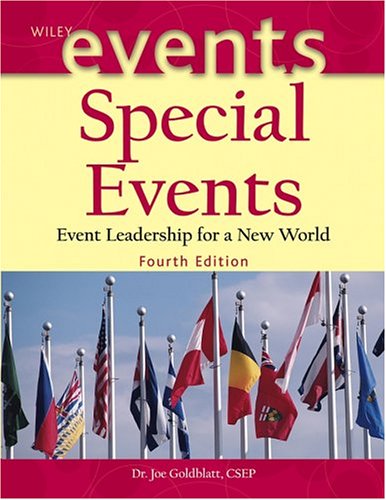 WILEY events
Special
Events
Event Leadership for a New World
Fourth Edition
Dr. Joe Goldblatt, CSEP